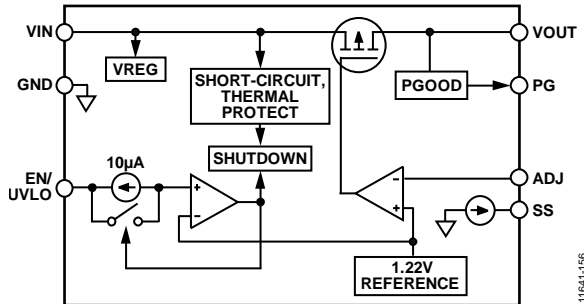 VIN
VOUT
VREG
GND
SHORT-CIRCUIT,
THERMAL
PROTECT
PGOOD
PG
SHUTDOWN
10µA
EN/
UVLO
+
−
−
+
ADJ
SS
1.22V
REFERENCE
11641-156